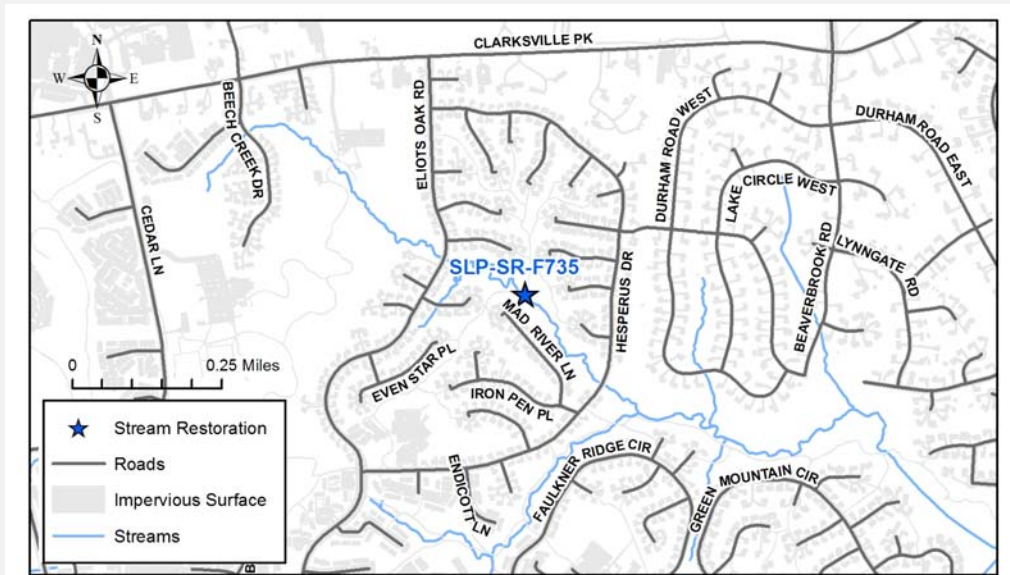 CLARKSVILLE PK
N
W E
S
BEECH CREEK DR
ELIOTS OAK RD
DURHAM ROAD WEST
DURHAM ROAD EAST
CEDAR LN
LAKE CIRCLE WEST
LYNNGATE RD
BEAVERBROOK RD
SLP-SR-F735
HESPERUS DR
MAD RIVER LN
0 0.25 Miles
EVEN STAR PL
IRON PEN PL
ENDICOTT LN
FAULKNER RIDGE CIR
GREEN MOUNTAIN CIR
Stream Restoration
Roads
Impervious Surface
Streams